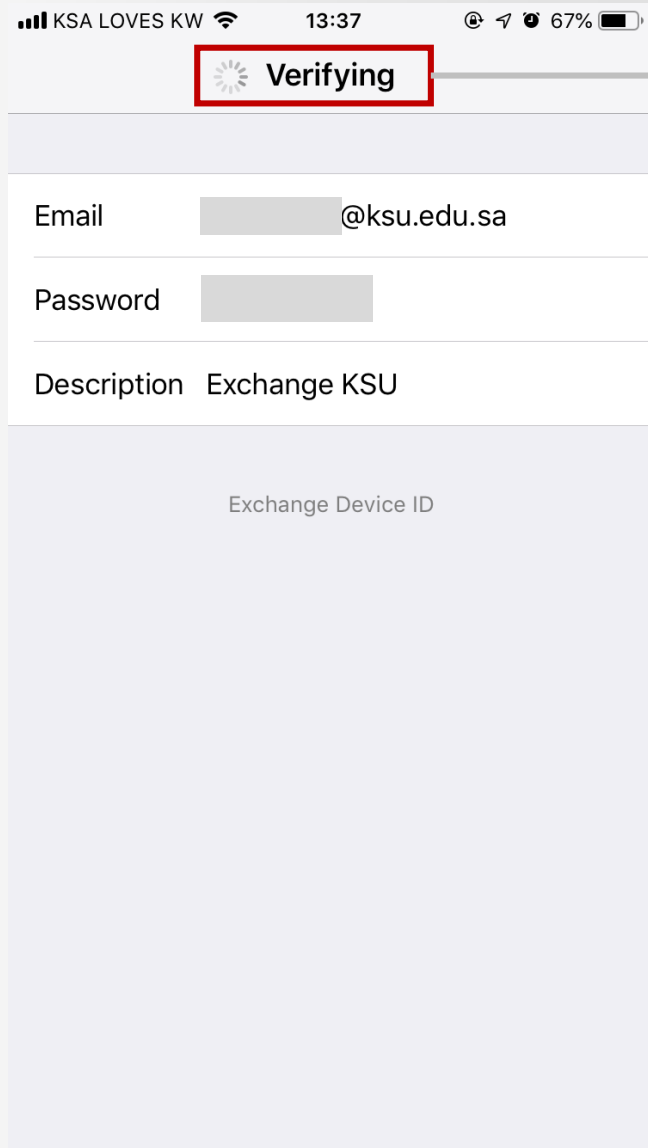 KSA LOVES KW 13:37 67%
Verifying
Email @ksu.edu.sa
Password
Description Exchange KSU
Exchange Device ID